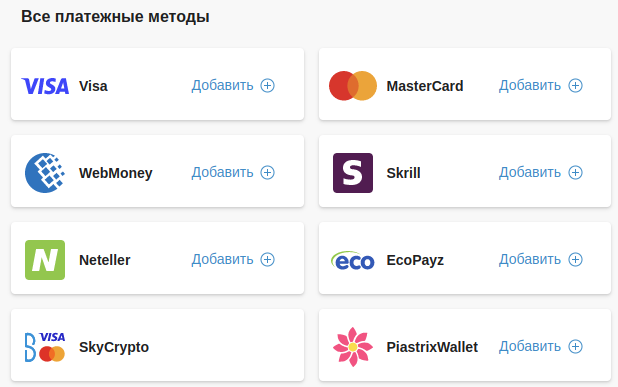 Все платежные методы
VISA Visa Добавить
MasterCard Добавить
WebMoney Добавить
S Skrill Добавить
N Neteller Добавить
eco EcoPayz Добавить
B VISA SkyCrypto
PiastrixWallet Добавить